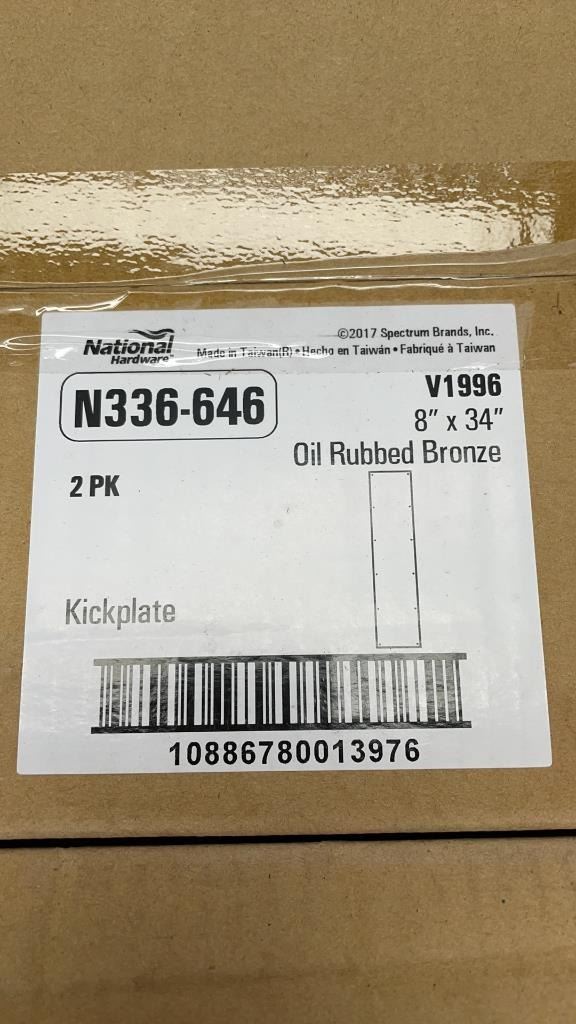 National
Hardware™
©2017 Spectrum Brands, Inc.
Made in Taiwan(R) • Hecho en Taiwán • Fabriqué à Taiwan
N336-646
V1996
8” x 34”
Oil Rubbed Bronze
2 PK
Kickplate
10886780013976